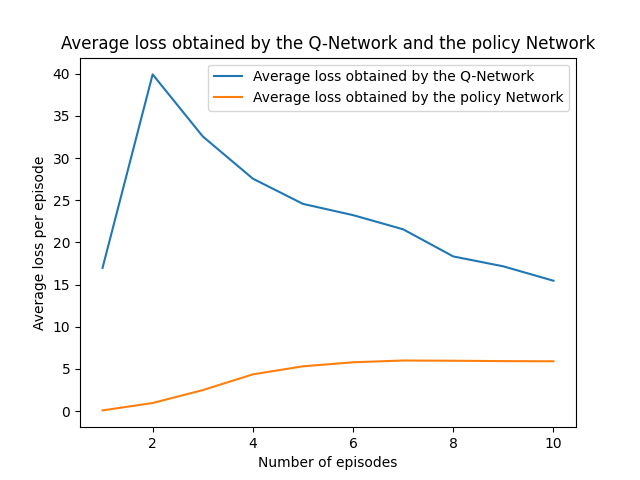 Average loss obtained by the Q-Network and the policy Network
Average loss obtained by the Q-Network
Average loss obtained by the policy Network
Average loss per episode
40
35
30
25
20
15
10
5
0
2
4
6
8
10
Number of episodes